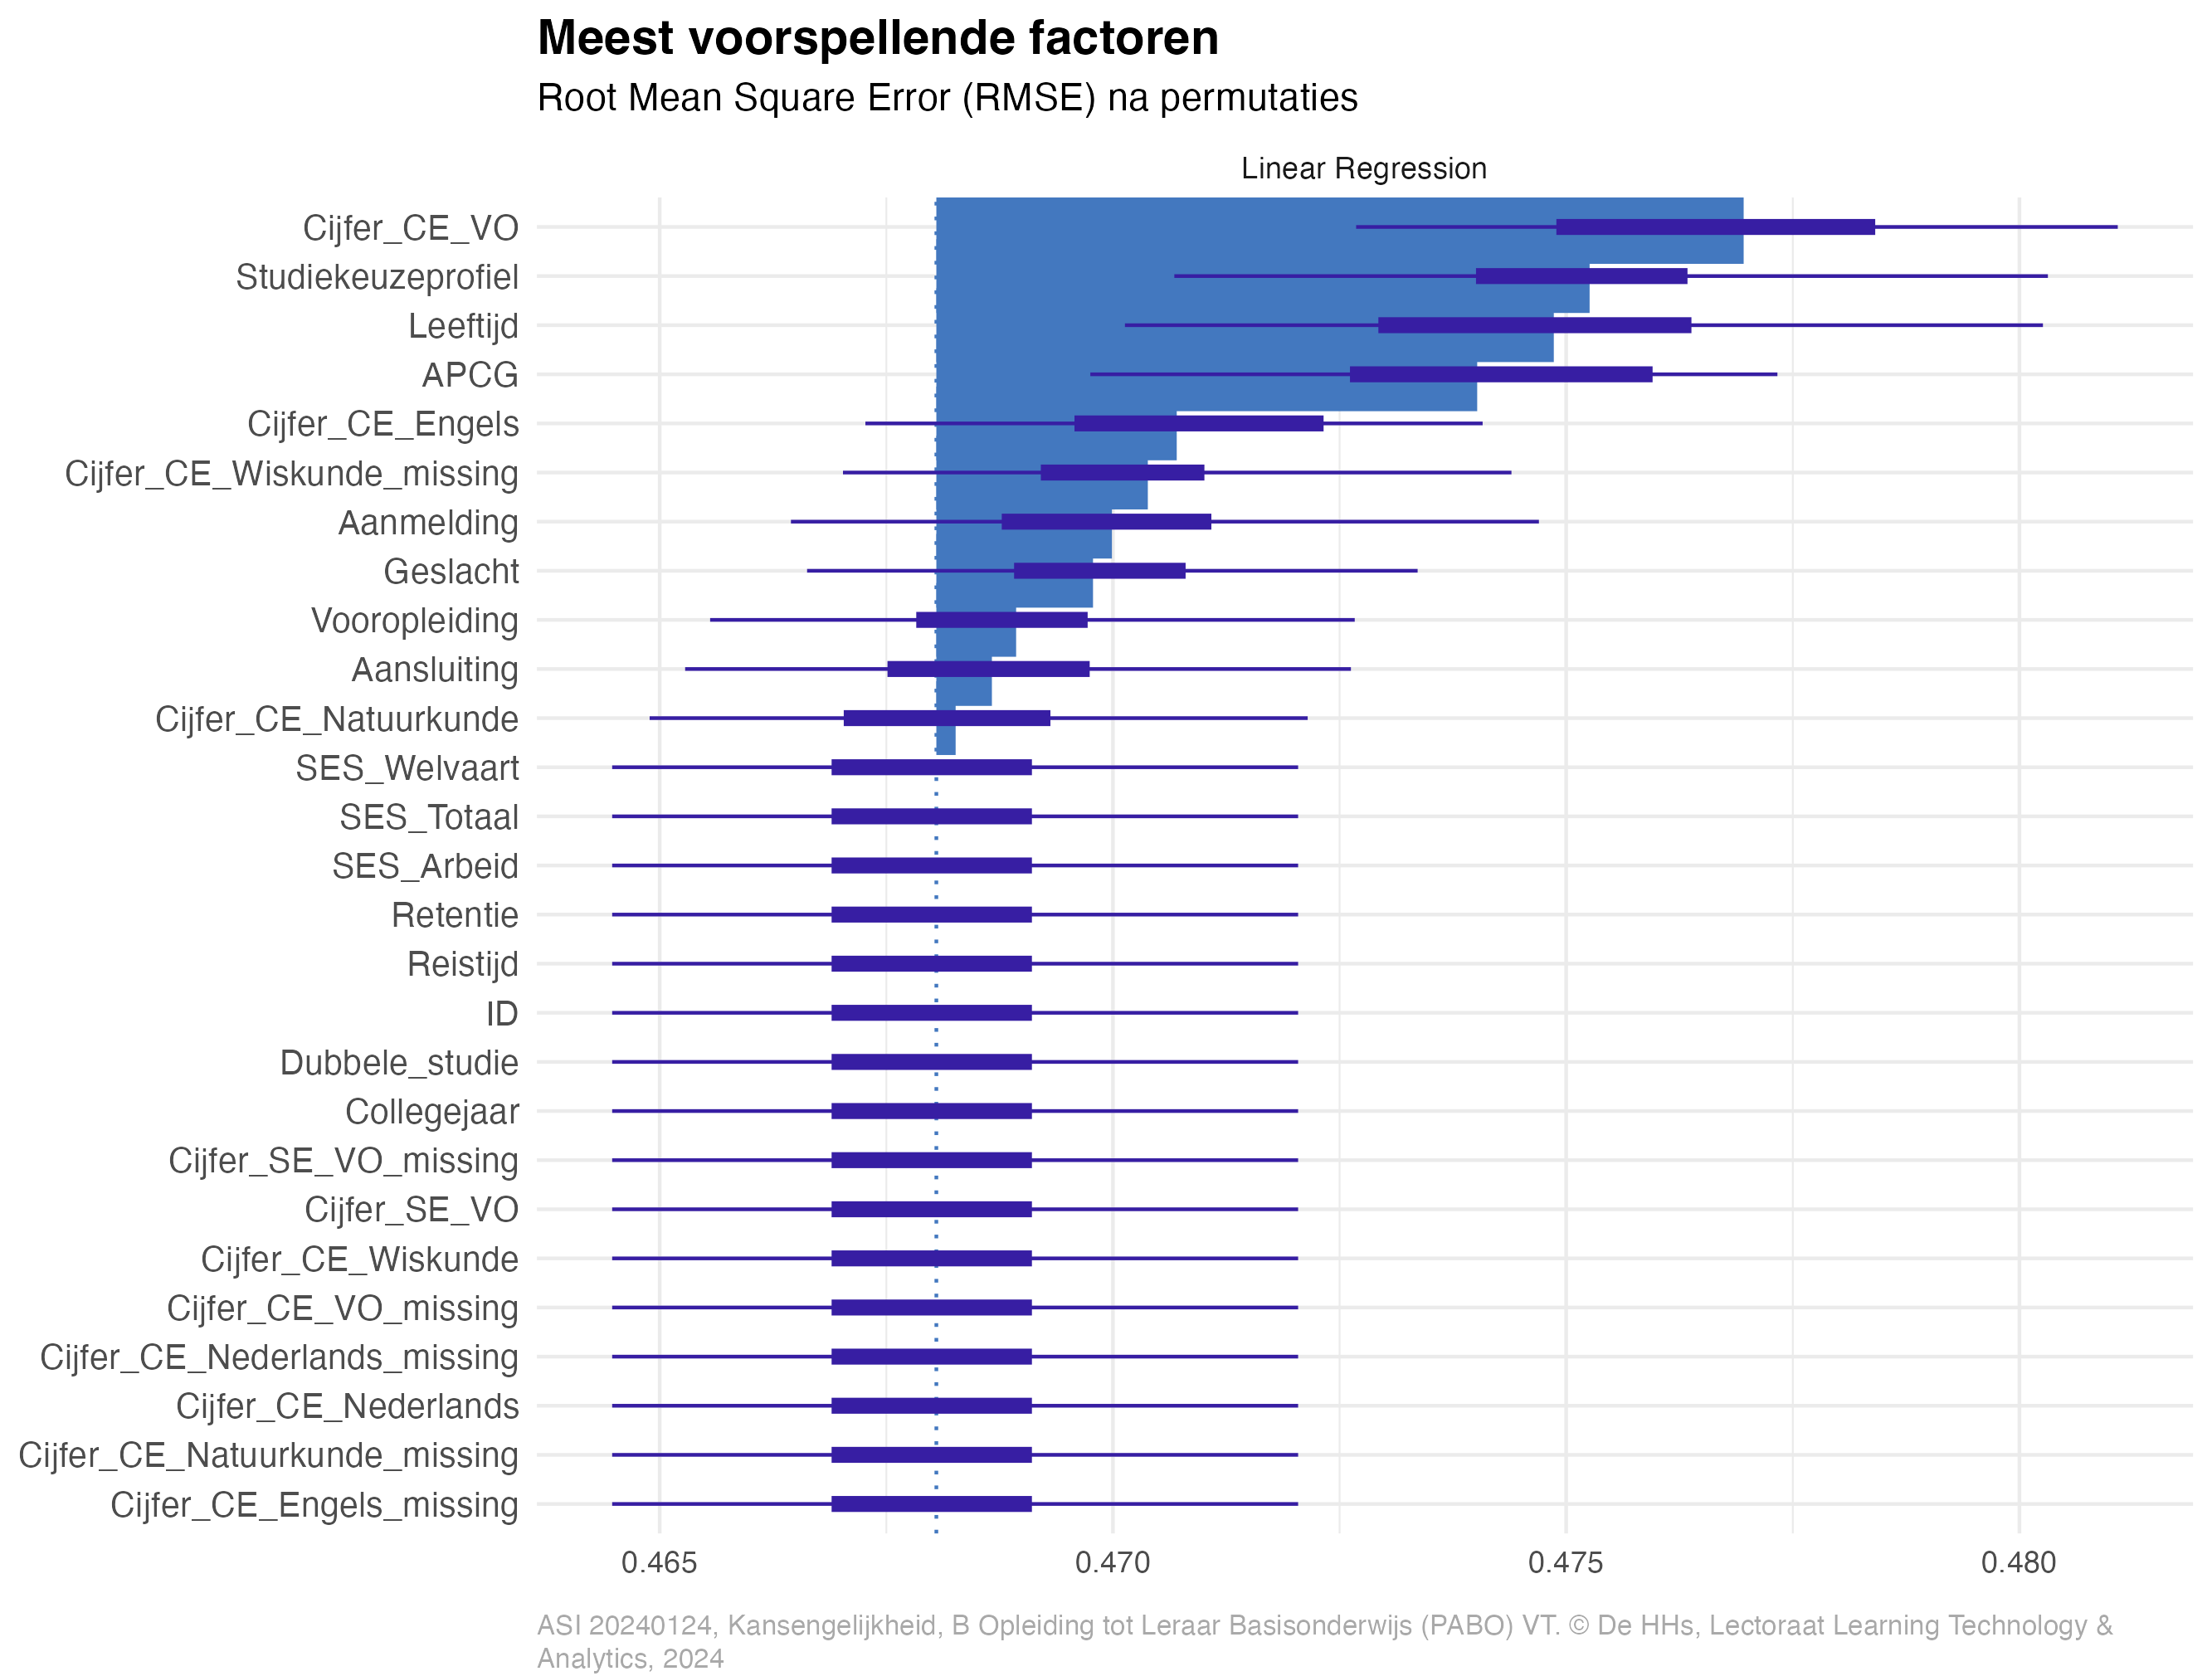 Meest voorspellende factoren
Root Mean Square Error (RMSE) na permutaties
Linear Regression
Cijfer_CE_VO
Studiekeuzeprofiel
Leeftijd
APCG
Cijfer_CE_Engels
Cijfer_CE_Wiskunde_missing
Aanmelding
Geslacht
Vooropleiding
Aansluiting
Cijfer_CE_Natuurkunde
SES_Welvaart
SES_Totaal
SES_Arbeid
Retentie
Reistijd
ID
Dubbele_studie
Collegejaar
Cijfer_SE_VO_missing
Cijfer_SE_VO
Cijfer_CE_Wiskunde
Cijfer_CE_VO_missing
Cijfer_CE_Nederlands_missing
Cijfer_CE_Nederlands
Cijfer_CE_Natuurkunde_missing
Cijfer_CE_Engels_missing
0.465 0.470 0.475 0.480
ASI 20240124, Kansengelijkheid, B Opleiding tot Leraar Basisonderwijs (PABO) VT. © De HHs, Lectoraat Learning Technology &
Analytics, 2024